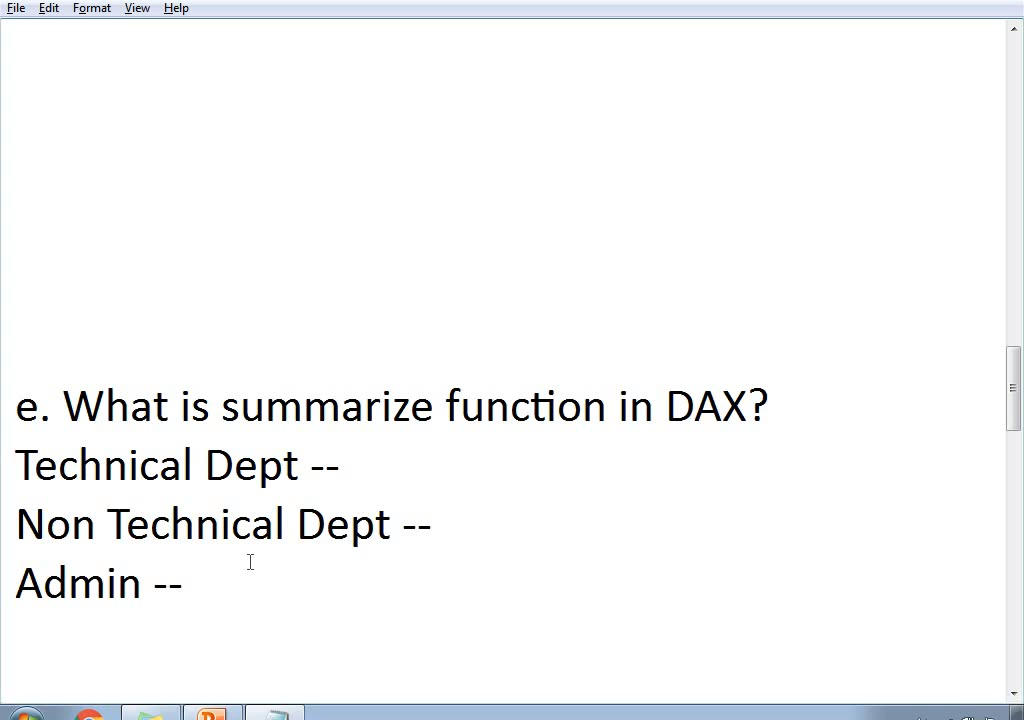 File Edit Format View Help
e. What is summarize function in DAX?
Technical Dept --
Non Technical Dept --
Admin --